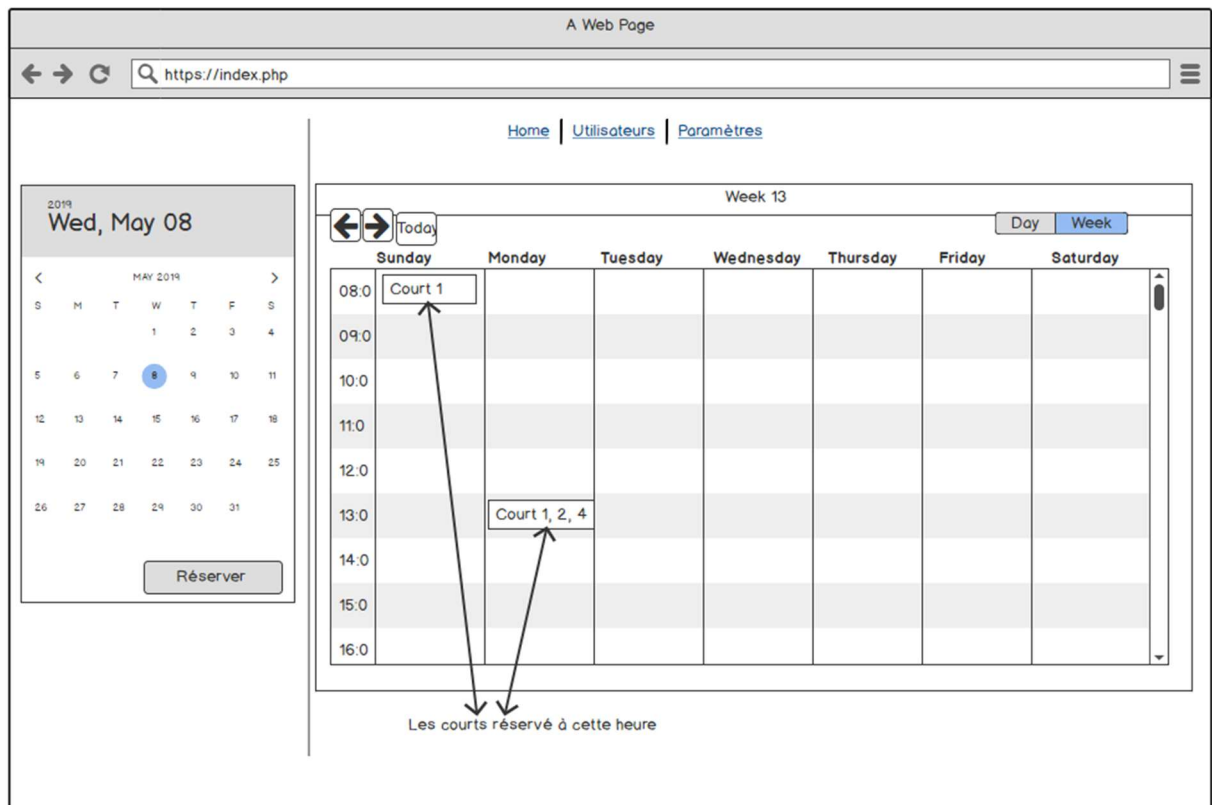 A Web Page
https://index.php
Home Utilisateurs Paramètres
2019
Wed, May 08
MAY 2019
S M T W T F S
1 2 3 4
5 6 7 8 9 10 11
12 13 14 15 16 17 18
19 20 21 22 23 24 25
26 27 28 29 30 31
Réserver
Week 13
Today
Day Week
Sunday Monday Tuesday Wednesday Thursday Friday Saturday
08:0 Court 1
09:0
10:0
11:0
12:0
13:0 Court 1, 2, 4
14:0
15:0
16:0
Les courts réservé à cette heure